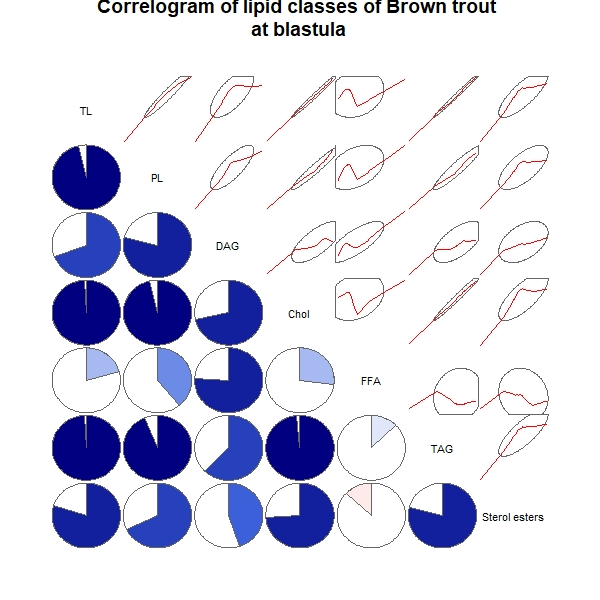 Correlogram of lipid classes of Brown trout
at blastula
TL
PL
DAG
Chol
FFA
TAG
Sterol esters